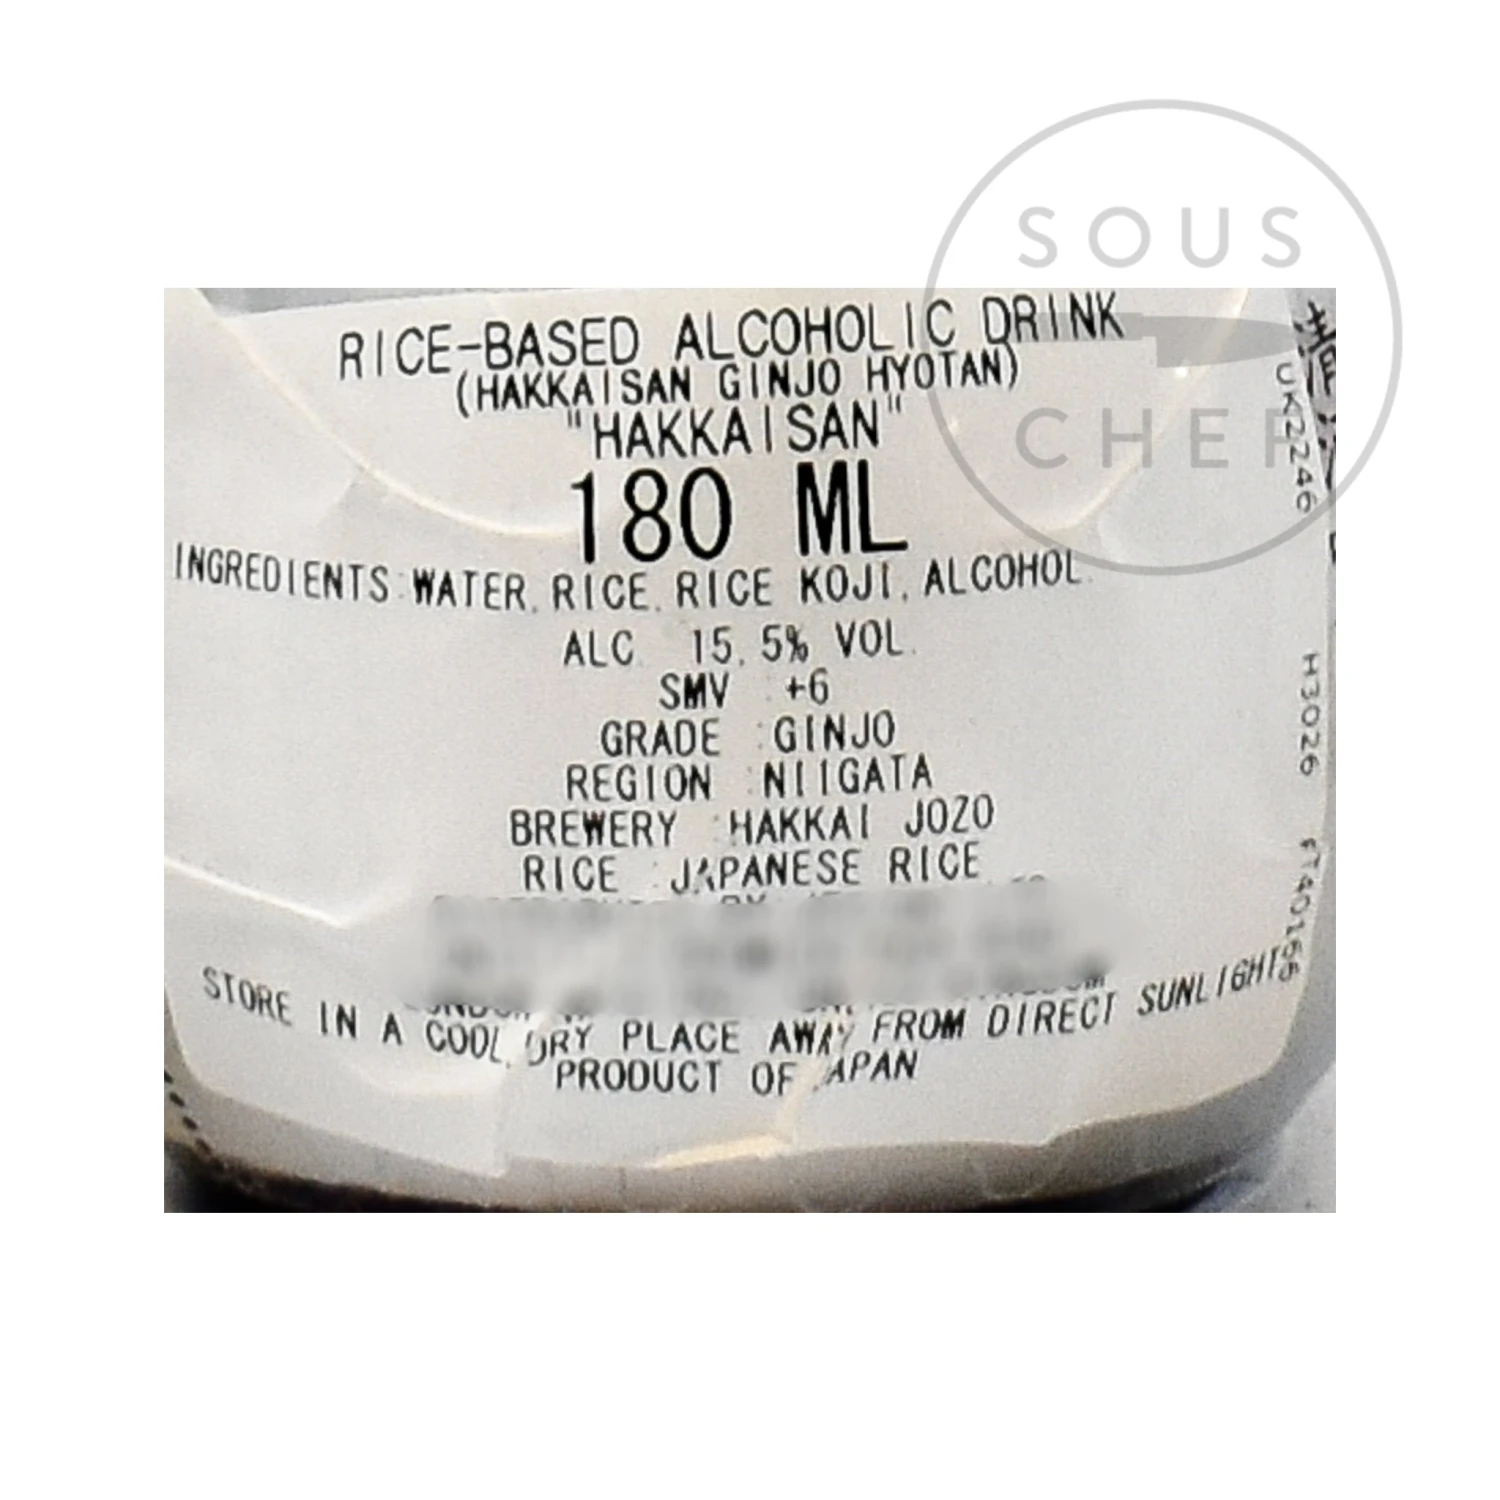 SOUS
CHEF
RICE-BASED ALCOHOLIC DRINK
(HAKKAISAN GINJO HYOTAN)
"HAKKAISAN"
180 ML
INGREDIENTS:WATER,RICE,RICE KOJI,ALCOHOL.
ALC 15.5% VOL.
SMV :+6
GRADE :GINJO
REGION :NIIGATA
BREWERY :HAKKAI JOZO
RICE :JAPANESE RICE
STORE IN A COOL,DRY PLACE AWAY FROM DIRECT SUNLIGHT
PRODUCT OF JAPAN
UK2246
H3026